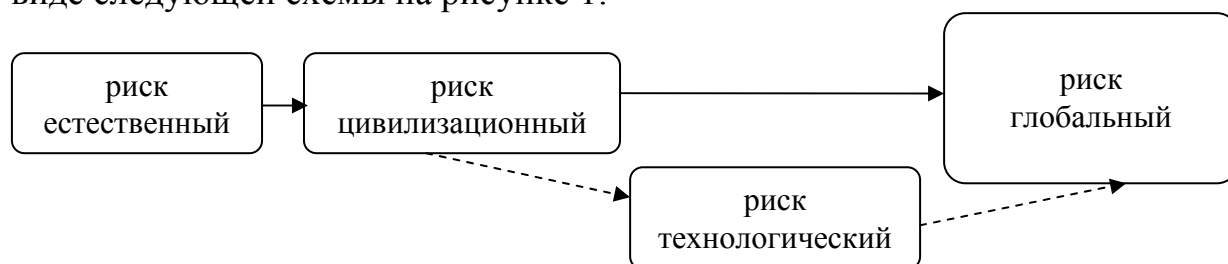 виде следующей схемы на рисунке 1:
риск
естественный
риск
цивилизационный
риск
глобальный
риск
технологический